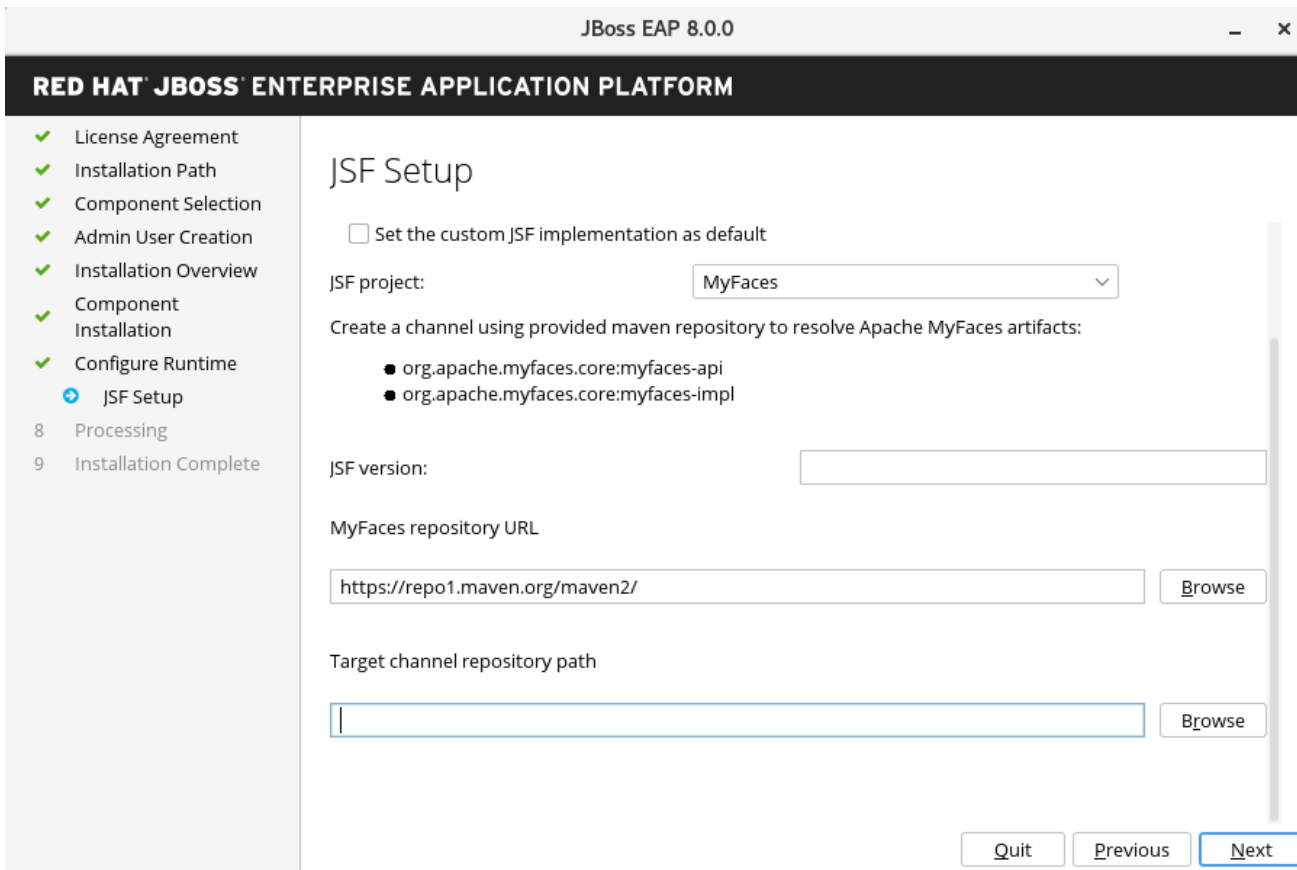 JBoss EAP 8.0.0
RED HAT® JBOSS® ENTERPRISE APPLICATION PLATFORM
License Agreement
Installation Path
Component Selection
Admin User Creation
Installation Overview
Component
Installation
Configure Runtime
JSF Setup
8 Processing
9 Installation Complete
JSF Setup
Set the custom JSF implementation as default
JSF project: MyFaces
Create a channel using provided maven repository to resolve Apache MyFaces artifacts:
● org.apache.myfaces.core:myfaces-api
● org.apache.myfaces.core:myfaces-impl
JSF version:
MyFaces repository URL
https://repo1.maven.org/maven2/ Browse
Target channel repository path
Browse
Quit Previous Next